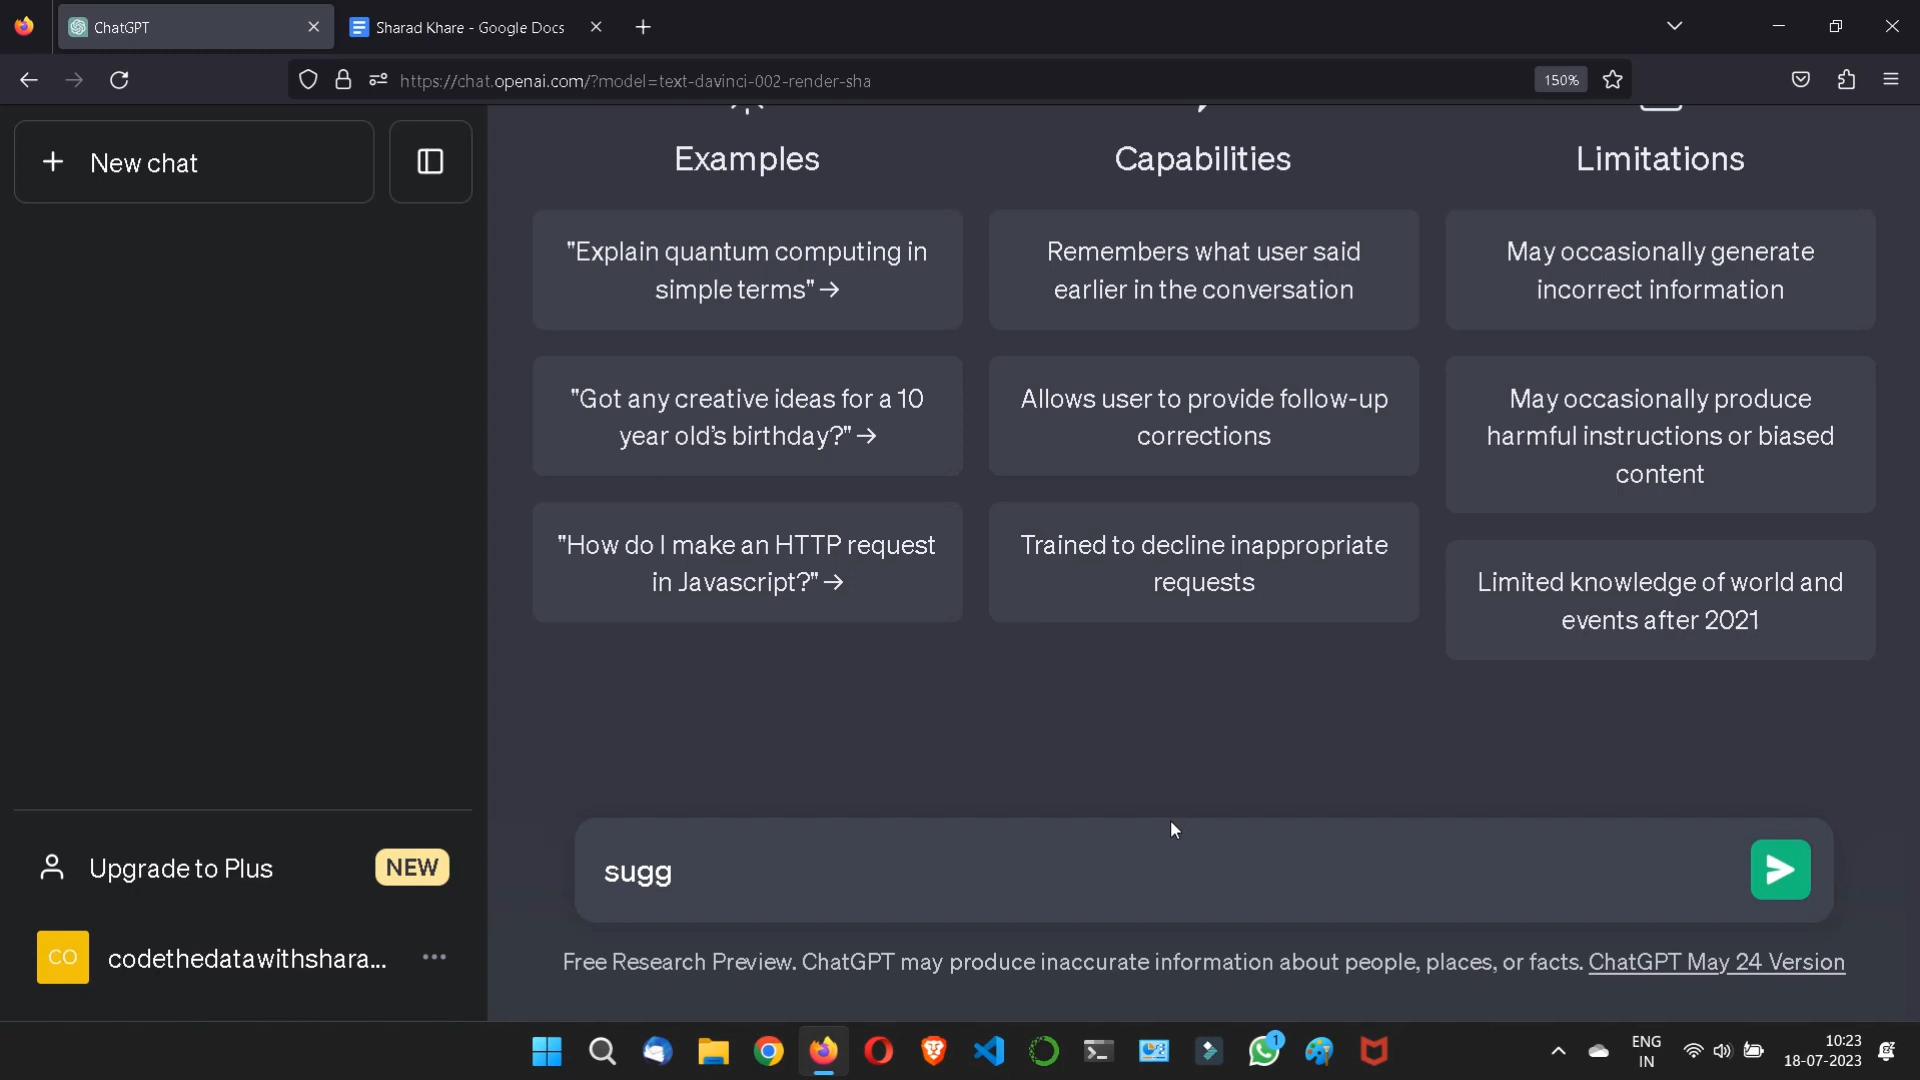 ChatGPT
Sharad Khare - Google Docs
https://chat.openai.com/?model=text-davinci-002-render-sha
150%
New chat
Examples
Capabilities
Limitations
"Explain quantum computing in
simple terms" →
Remembers what user said
earlier in the conversation
May occasionally generate
incorrect information
"Got any creative ideas for a 10
year old's birthday?" →
Allows user to provide follow-up
corrections
May occasionally produce
harmful instructions or biased
content
"How do I make an HTTP request
in Javascript?" →
Trained to decline inappropriate
requests
Limited knowledge of world and
events after 2021
sugg
Upgrade to Plus
NEW
CO
codethedatawithshara...
Free Research Preview. ChatGPT may produce inaccurate information about people, places, or facts. ChatGPT May 24 Version
1
ENG
IN
10:23
18-07-2023